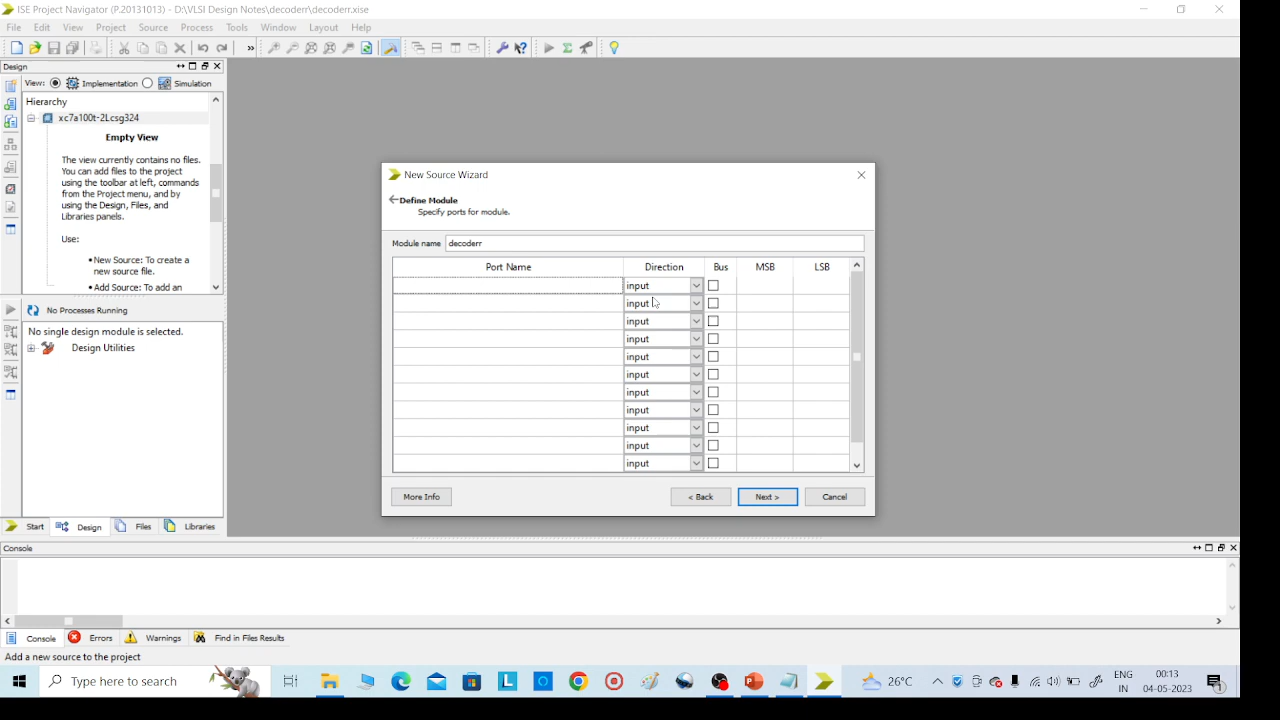 ISE Project Navigator (P.20131013) - D:\VLSI Design Notes\decoderr\decoderr.xise
File Edit View Project Source Process Tools Window Layout Help
»
Design
View: Implementation Simulation
Hierarchy
xc7a100t-2Lcsg324
Empty View
The view currently contains no files.
You can add files to the project
using the toolbar at left, commands
from the Project menu, and by
using the Design, Files, and
Libraries panels.
Use:
•New Source: To create a
new source file.
•Add Source: To add an
No Processes Running
No single design module is selected.
Design Utilities
Start Design Files Libraries
New Source Wizard
Define Module
Specify ports for module.
Module name decoderr
Port Name Direction Bus MSB LSB
input
input
input
input
input
input
input
input
input
input
input
More Info < Back Next > Cancel
Console
Console Errors Warnings Find in Files Results
Add a new source to the project
Type here to search
L
26°C
ENG
IN
00:13
04-05-2023
1